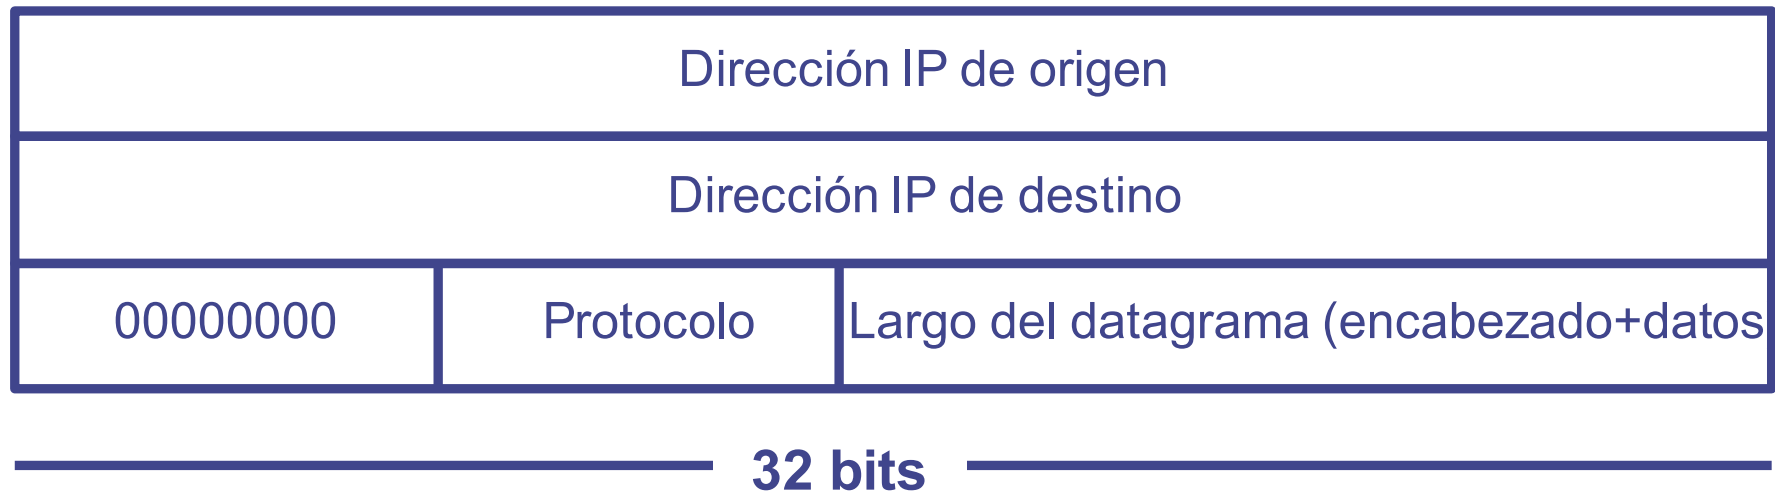 Dirección IP de origen
Dirección IP de destino
00000000
Protocolo
Largo del datagrama (encabezado+datos
32 bits